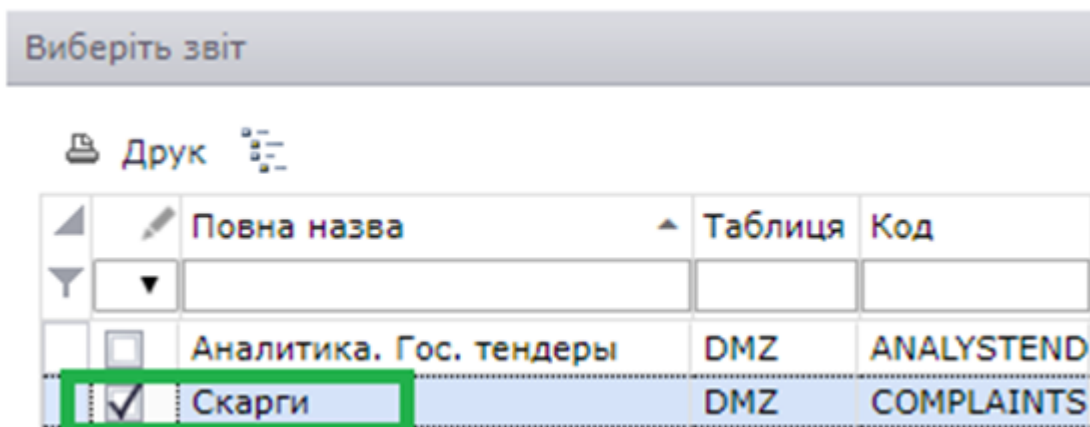 Виберіть звіт
Друк
Повна назва Таблиця Код
Аналитика. Гос. тендеры DMZ ANALYSTEND
Скарги DMZ COMPLAINTS